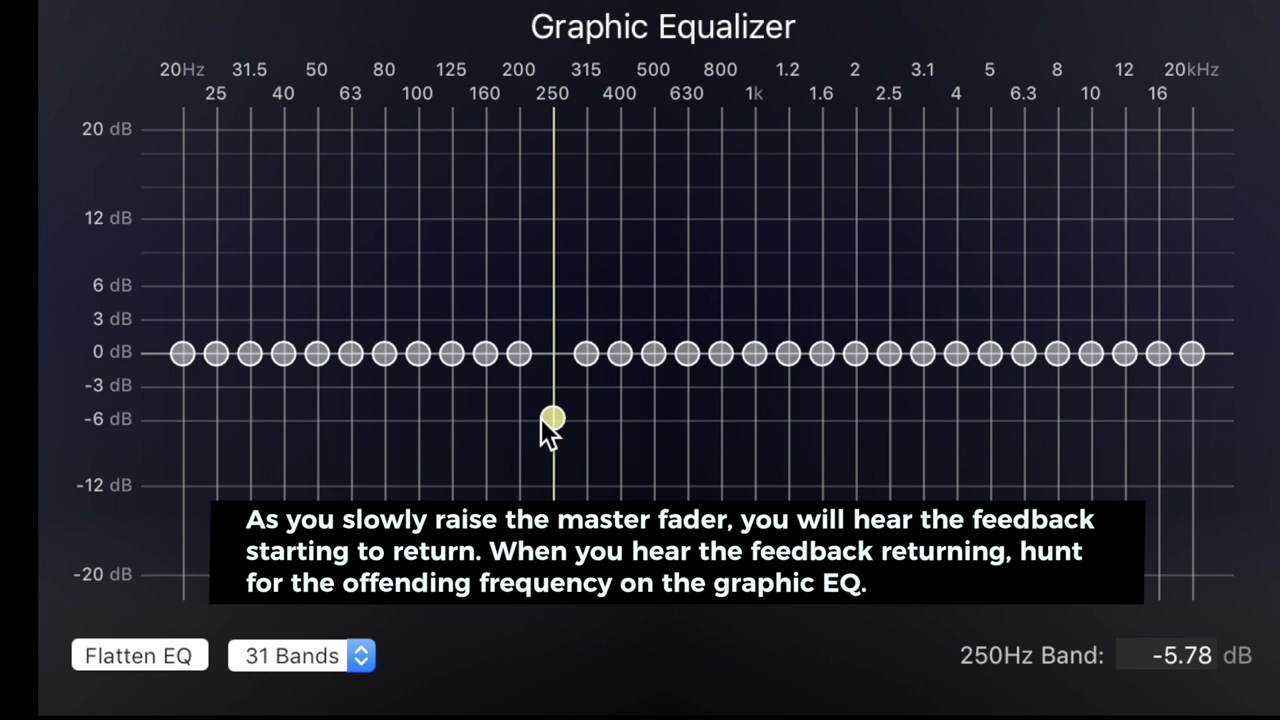 Graphic Equalizer
20Hz 31.5 50 80 125 200 315 500 800 1.2 2 3.1 5 8 12 20kHz
25 40 63 100 160 250 400 630 1k 1.6 2.5 4 6.3 10 16
20 dB
12 dB
6 dB
3 dB
0 dB
-3 dB
-6 dB
-12 dB
-20 dB
As you slowly raise the master fader, you will hear the feedback
starting to return. When you hear the feedback returning, hunt
for the offending frequency on the graphic EQ.
Flatten EQ 31 Bands 250Hz Band: -5.78 dB